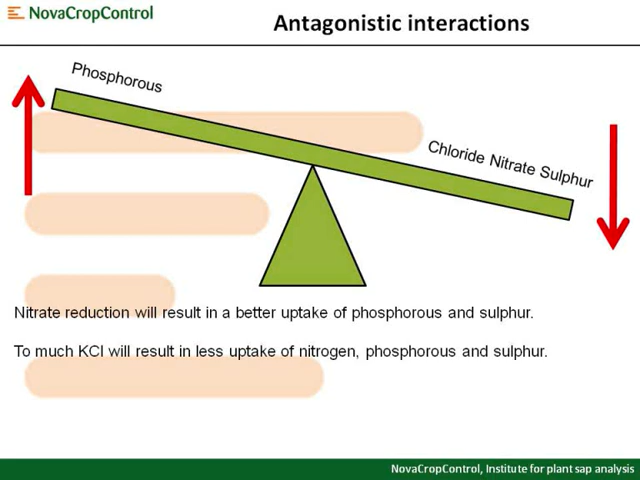 NovaCropControl
Antagonistic interactions
Phosphorous
Chloride Nitrate Sulphur
Nitrate reduction will result in a better uptake of phosphorous and sulphur.
To much KCl will result in less uptake of nitrogen, phosphorous and sulphur.
NovaCropControl, Institute for plant sap analysis